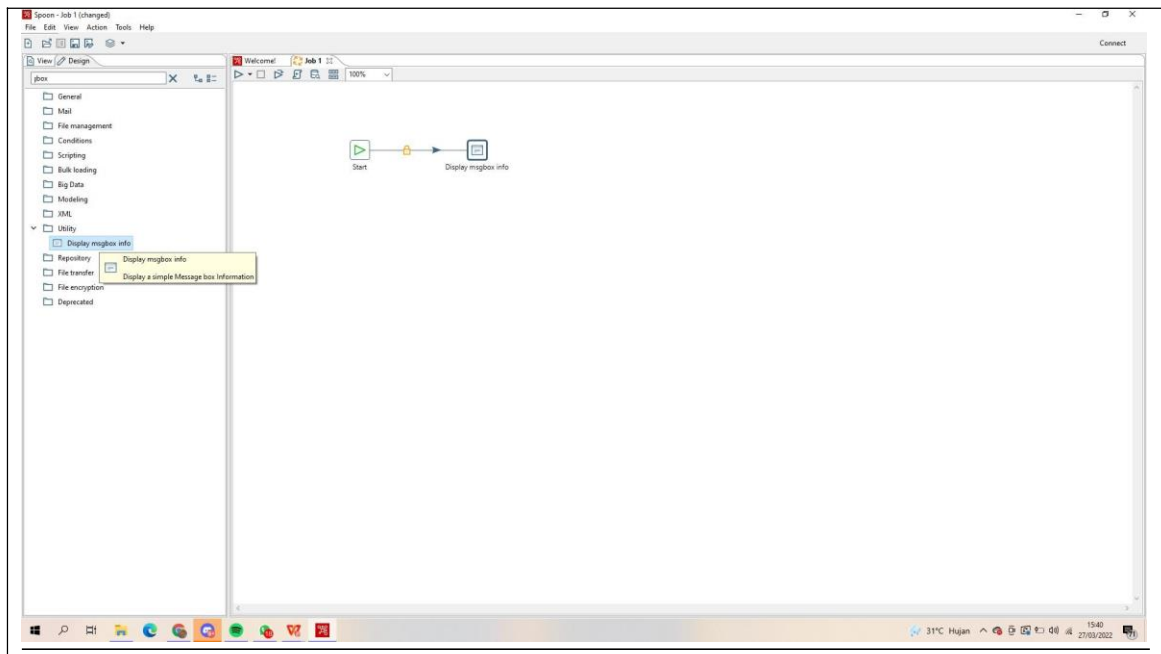 Spoon - Job 1 (changed)
File Edit View Action Tools Help
Connect
View Design
Welcome! Job 1
jbox
100%
General
Mail
File management
Conditions
Scripting
Bulk loading
Big Data
Modeling
XML
Utility
Display msgbox info
Repository
File transfer
File encryption
Deprecated
Display msgbox info
Display a simple Message box Information
Start
Display msgbox info
31°C Hujan
15:40
27/03/2022